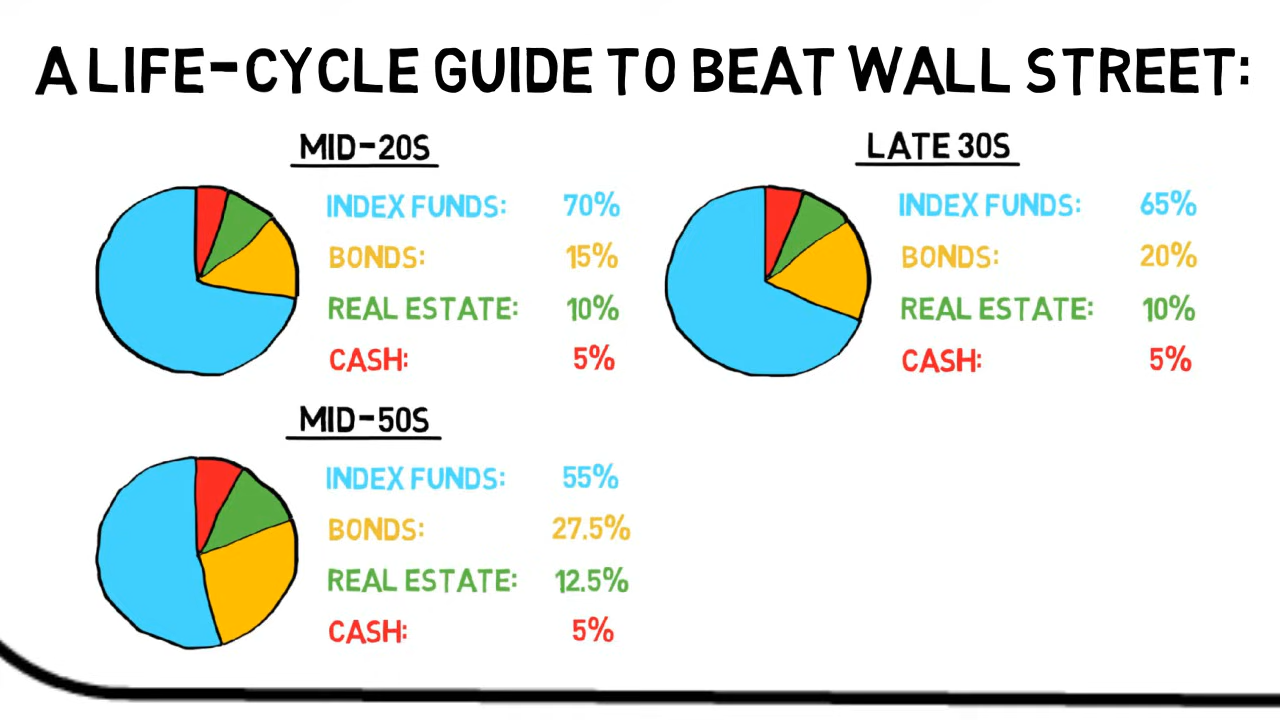 A LIFE-CYCLE GUIDE TO BEAT WALL STREET:
MID-20S
INDEX FUNDS: 70%
BONDS: 15%
REAL ESTATE: 10%
CASH: 5%
LATE 30S
INDEX FUNDS: 65%
BONDS: 20%
REAL ESTATE: 10%
CASH: 5%
MID-50S
INDEX FUNDS: 55%
BONDS: 27.5%
REAL ESTATE: 12.5%
CASH: 5%